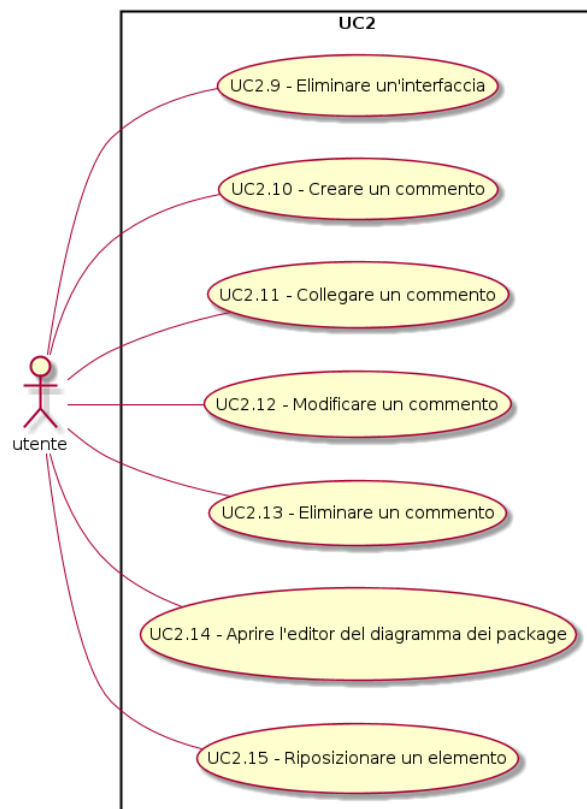 UC2
UC2.9 - Eliminare un'interfaccia
UC2.10 - Creare un commento
UC2.11 - Collegare un commento
UC2.12 - Modificare un commento
utente
UC2.13 - Eliminare un commento
UC2.14 - Aprire l'editor del diagramma dei package
UC2.15 - Riposizionare un elemento